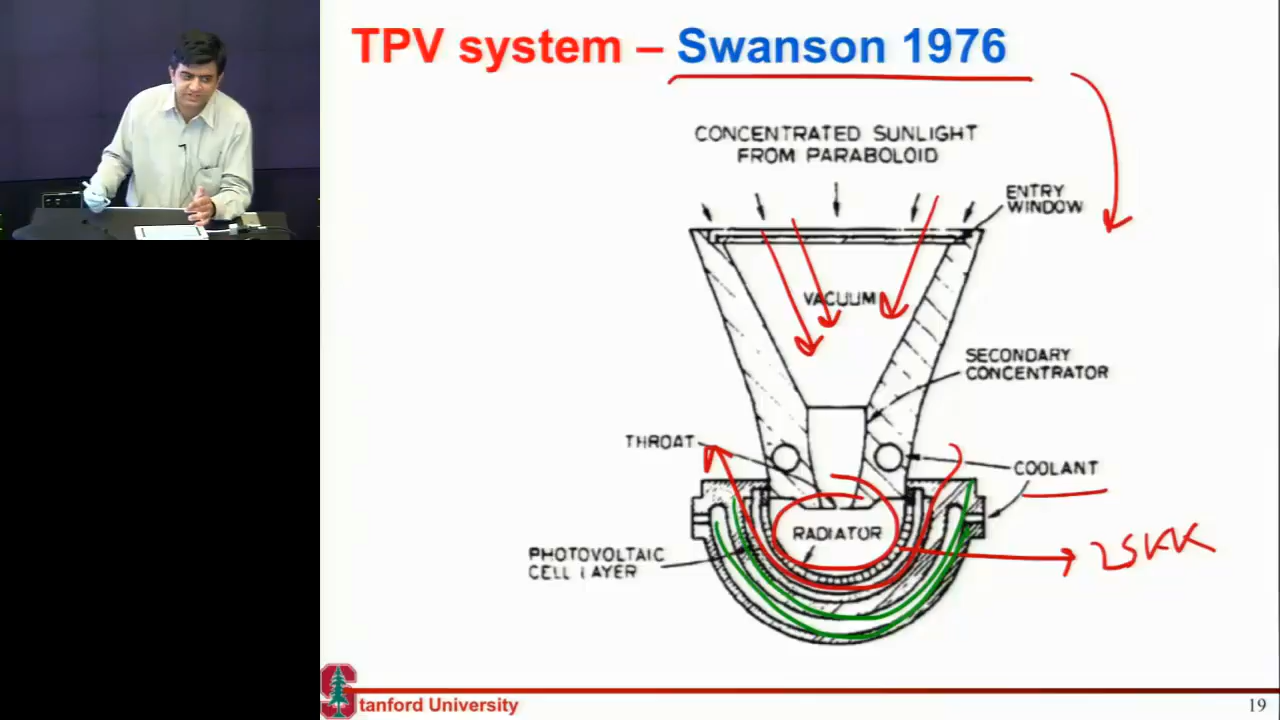 TPV system – Swanson 1976
CONCENTRATED SUNLIGHT
FROM PARABOLOID
ENTRY
WINDOW
VACUUM
SECONDARY
CONCENTRATOR
THROAT
COOLANT
RADIATOR
PHOTOVOLTAIC
CELL LAYER
Stanford University
19